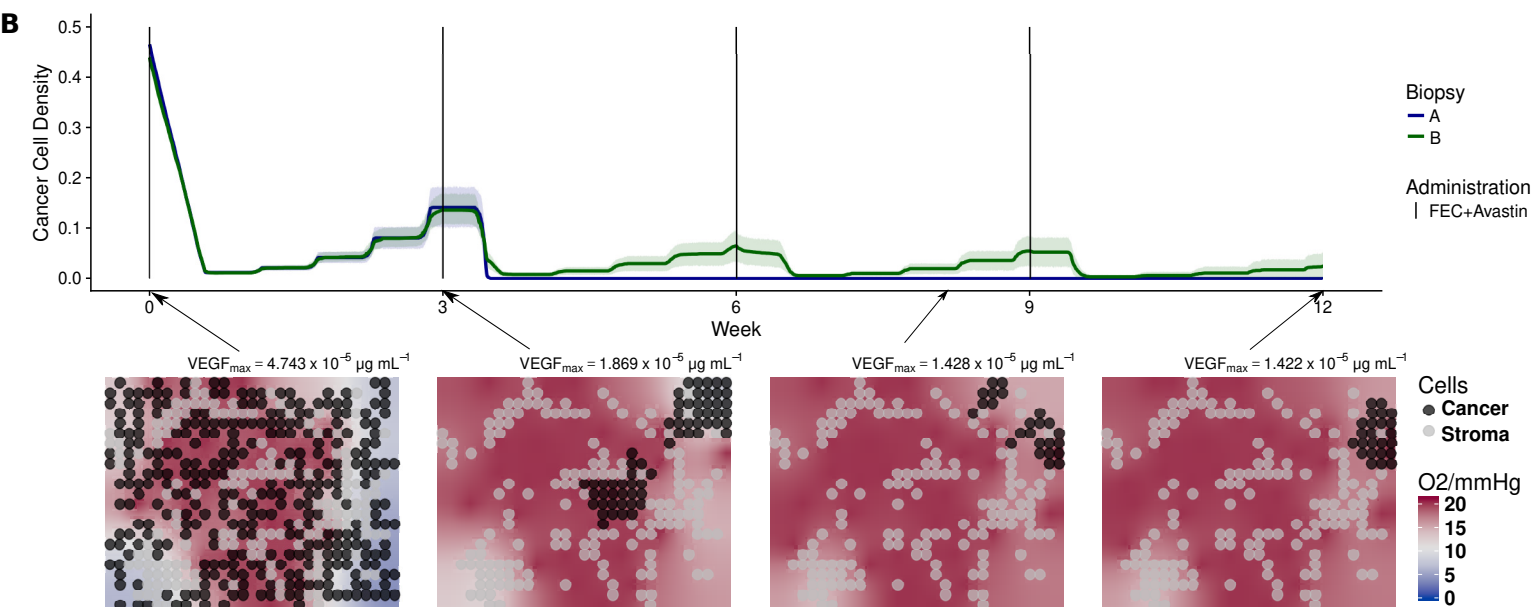 B
Cancer Cell Density
0.5
0.4
0.3
0.2
0.1
0.0
0 3 6 9 12
Week
Biopsy
A
B
Administration
FEC+Avastin
VEGFmax = 4.743 x 10⁻⁵ µg mL⁻¹
VEGFmax = 1.869 x 10⁻⁵ µg mL⁻¹
VEGFmax = 1.428 x 10⁻⁵ µg mL⁻¹
VEGFmax = 1.422 x 10⁻⁵ µg mL⁻¹
Cells
Cancer
Stroma
O2/mmHg
20
15
10
5
0